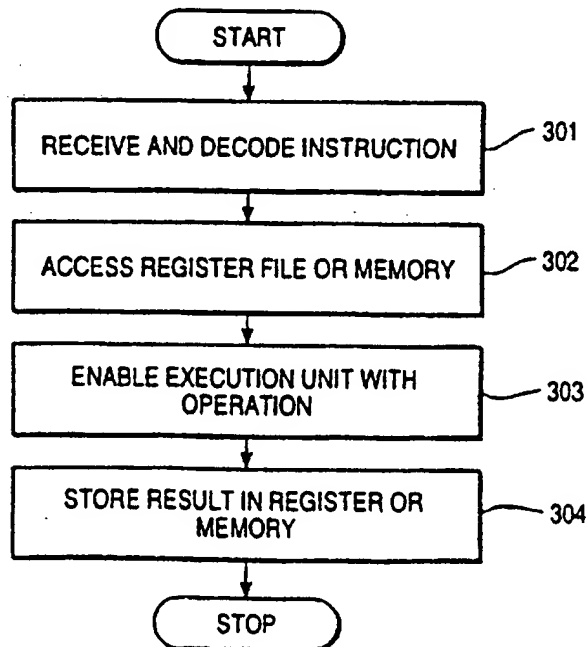 START
RECEIVE AND DECODE INSTRUCTION
301
ACCESS REGISTER FILE OR MEMORY
302
ENABLE EXECUTION UNIT WITH
OPERATION
303
STORE RESULT IN REGISTER OR
MEMORY
304
STOP